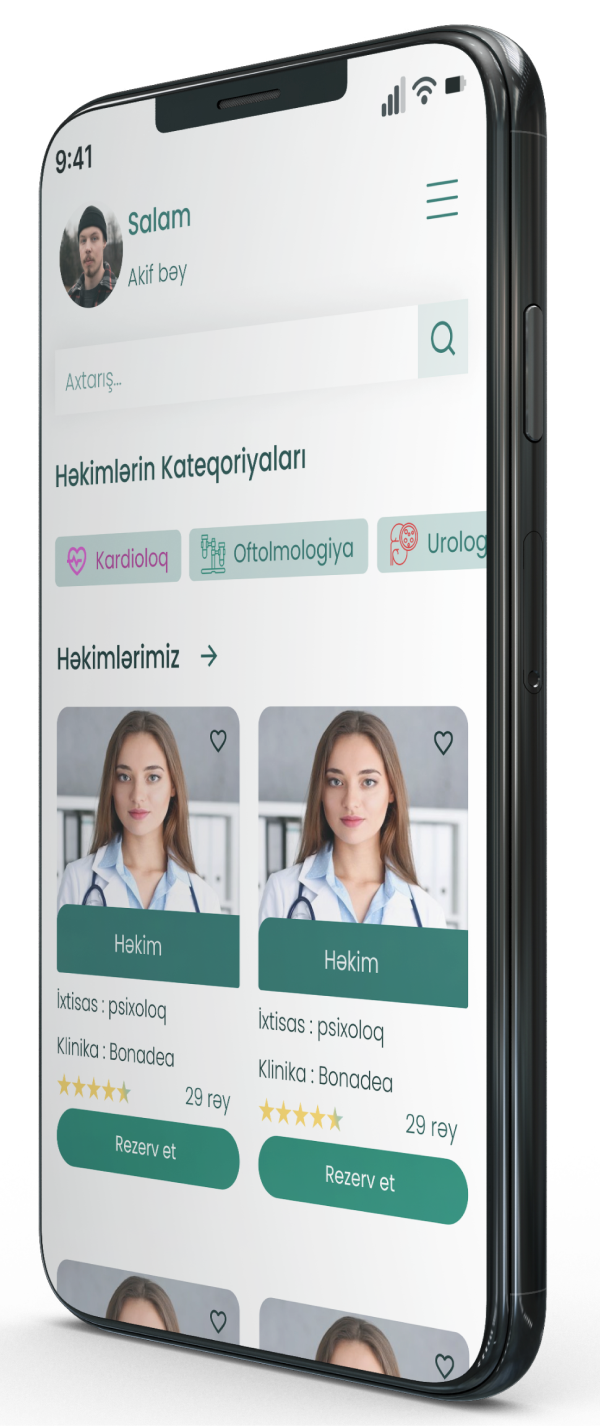 9:41
Salam
Akif bəy
Axtarış...
Həkimlərin Kateqoriyaları
Kardioloq
Oftolmologiya
Urolog
Həkimlərimiz →
Həkim
Həkim
İxtisas : psixoloq
İxtisas : psixoloq
Klinika : Bonadea
Klinika : Bonadea
29 rəy
29 rəy
Rezerv et
Rezerv et